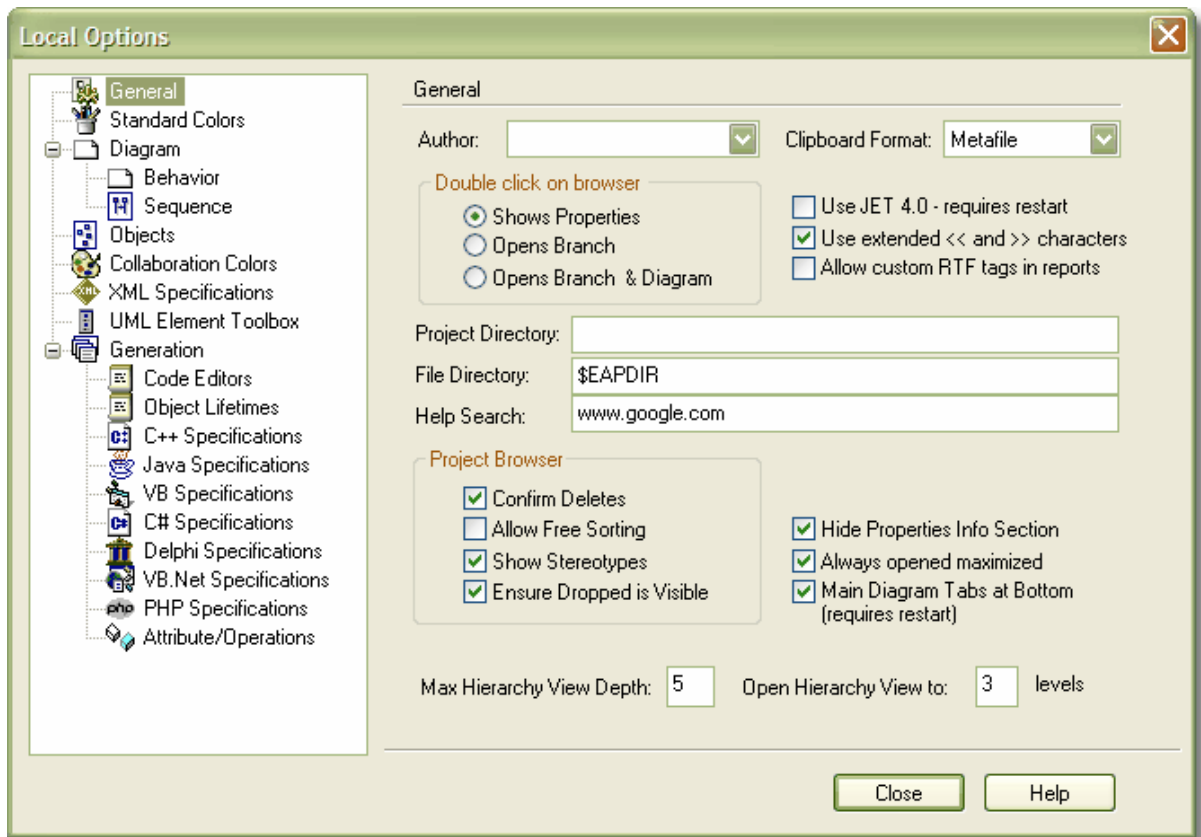 Local Options
General
Standard Colors
Diagram
Behavior
Sequence
Objects
Collaboration Colors
XML Specifications
UML Element Toolbox
Generation
Code Editors
Object Lifetimes
C++ Specifications
Java Specifications
VB Specifications
C# Specifications
Delphi Specifications
VB.Net Specifications
php PHP Specifications
Attribute/Operations
General
Author: Clipboard Format: Metafile
Double click on browser
Shows Properties
Opens Branch
Opens Branch & Diagram
Use JET 4.0 - requires restart
Use extended << and >> characters
Allow custom RTF tags in reports
Project Directory:
File Directory: $EAPDIR
Help Search: www.google.com
Project Browser
Confirm Deletes
Allow Free Sorting
Show Stereotypes
Ensure Dropped is Visible
Hide Properties Info Section
Always opened maximized
Main Diagram Tabs at Bottom
(requires restart)
Max Hierarchy View Depth: 5 Open Hierarchy View to: 3 levels
Close Help